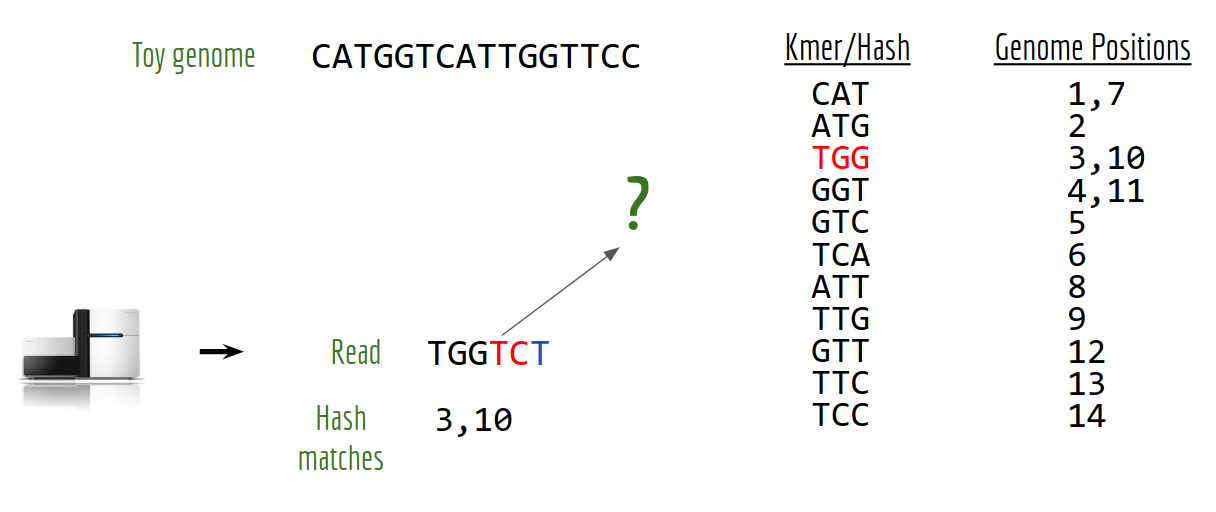 Toy genome CATGGTCATTGGTTCC
Kmer/Hash Genome Positions
CAT 1,7
ATG 2
TGG 3,10
GGT 4,11
GTC 5
TCA 6
ATT 8
TTG 9
GTT 12
TTC 13
TCC 14
?
Read TGGTCT
Hash matches 3,10